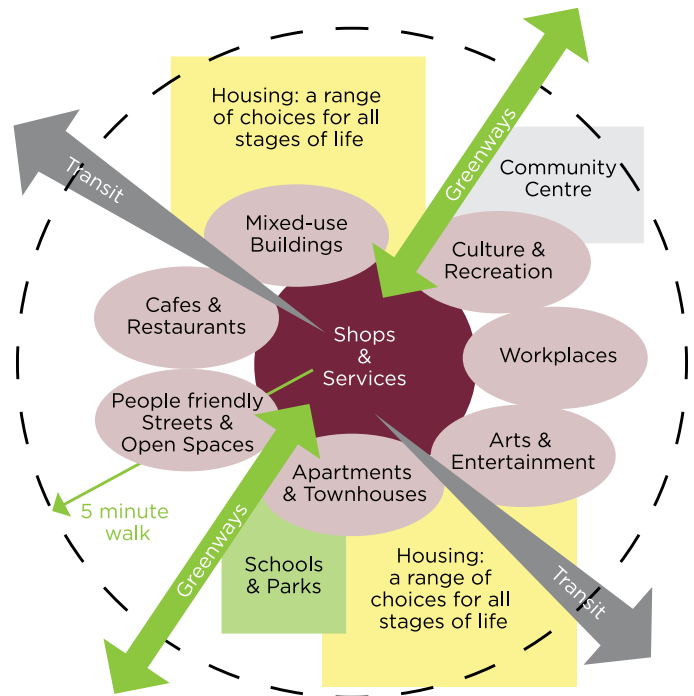 Housing: a range
of choices for all
stages of life
Greenways
Community
Centre
Transit
Mixed-use
Buildings
Culture &
Recreation
Cafes &
Restaurants
Shops
&
Services
Workplaces
People friendly
Streets &
Open Spaces
Arts &
Entertainment
Apartments
& Townhouses
5 minute
walk
Greenways
Schools
& Parks
Housing:
a range of
choices for all
stages of life
Transit